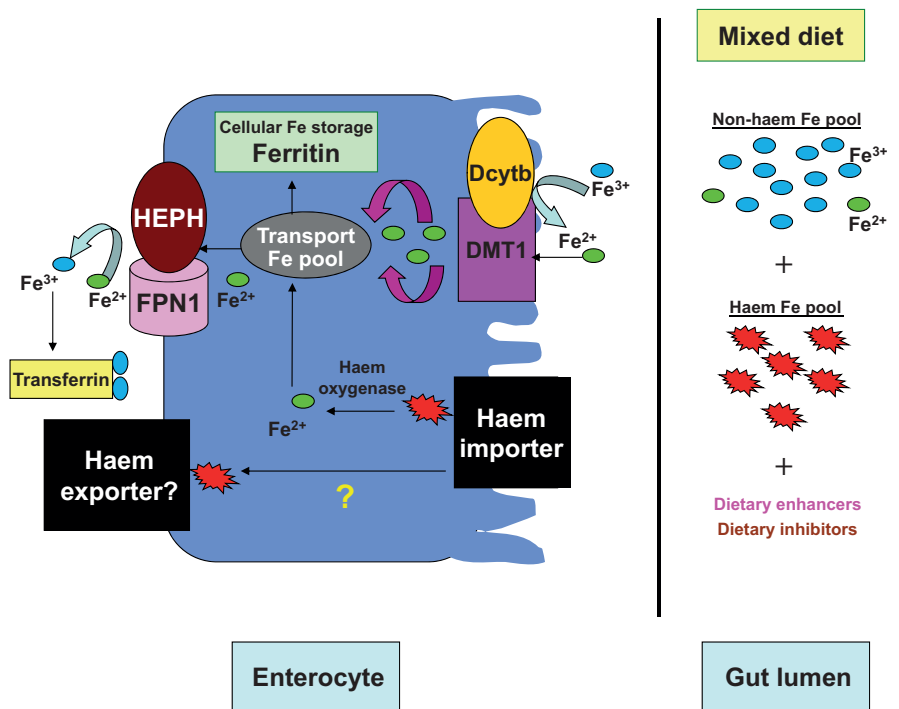 Mixed diet
Non-haem Fe pool
Fe3+
Fe2+
+
Haem Fe pool
+
Dietary enhancers
Dietary inhibitors
Gut lumen
Cellular Fe storage
Ferritin
Dcytb
Fe3+
Fe2+
DMT1
HEPH
Transport
Fe pool
Fe3+
Fe2+
FPN1
Fe2+
Transferrin
Haem
oxygenase
Fe2+
Haem
importer
Haem
exporter?
?
Enterocyte